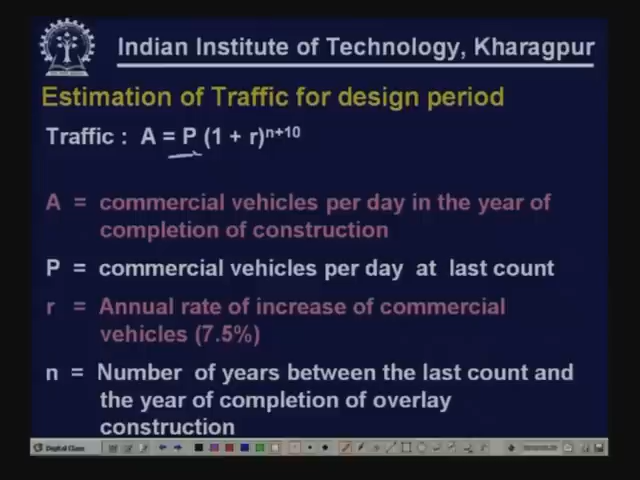 Indian Institute of Technology, Kharagpur
Estimation of Traffic for design period
Traffic : A = P (1 + r)^n+10
A = commercial vehicles per day in the year of
completion of construction
P = commercial vehicles per day at last count
r = Annual rate of increase of commercial
vehicles (7.5%)
n = Number of years between the last count and
the year of completion of overlay
construction
Digital Class